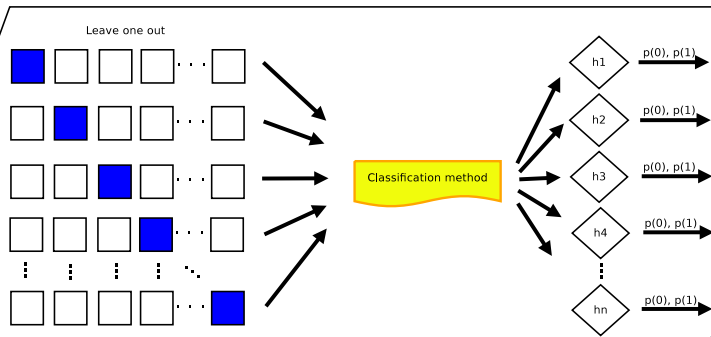 Leave one out
Classification method
h1
p(0), p(1)
h2
p(0), p(1)
h3
p(0), p(1)
h4
p(0), p(1)
hn
p(0), p(1)